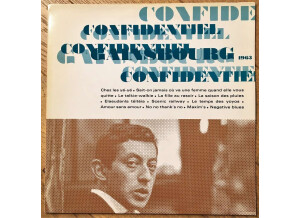 CONFIDE
CONFIDENTIEL
CONFIDENTIEL
GAINSBOURG 1963
CONFIDENTIE
Chez les yé-yé • Sait-on jamais où va une femme quand elle vous
quitte • Le talkie-walkie • La fille au rasoir • La saison des pluies
• Elaeudanla téïtéia • Scenic railway • Le temps des yoyos •
Amour sans amour • No no thank's no • Maxim's • Negative blues